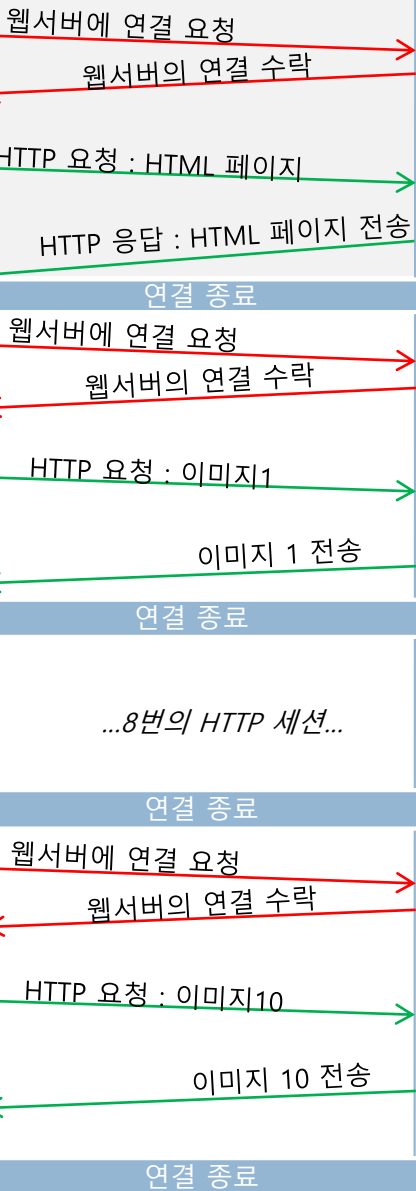 웹서버에 연결 요청
웹서버의 연결 수락
HTTP 요청 : HTML 페이지
HTTP 응답 : HTML 페이지 전송
연결 종료
웹서버에 연결 요청
웹서버의 연결 수락
HTTP 요청 : 이미지1
이미지 1 전송
연결 종료
...8번의 HTTP 세션...
연결 종료
웹서버에 연결 요청
웹서버의 연결 수락
HTTP 요청 : 이미지10
이미지 10 전송
연결 종료